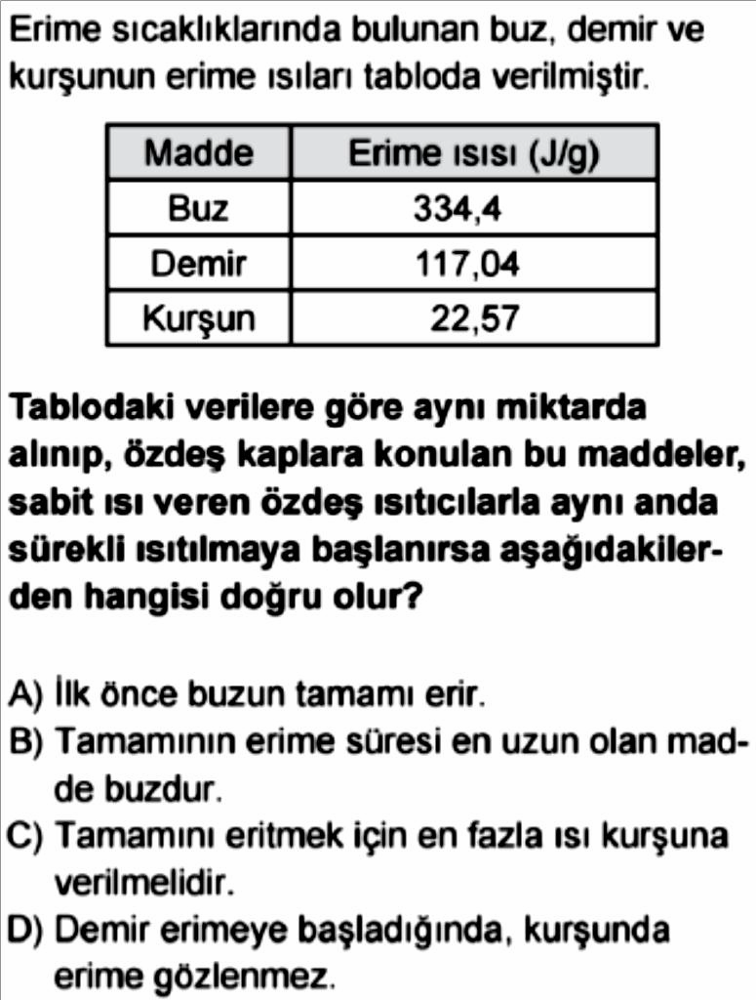 Erime sıcaklıklarında bulunan buz, demir ve
kurşunun erime ısıları tabloda verilmiştir.
Madde Erime ısısı (J/g)
Buz 334,4
Demir 117,04
Kurşun 22,57
Tablodaki verilere göre aynı miktarda
alınıp, özdeş kaplara konulan bu maddeler,
sabit ısı veren özdeş ısıtıcılarla aynı anda
sürekli ısıtılmaya başlanırsa aşağıdakiler-
den hangisi doğru olur?
A) İlk önce buzun tamamı erir.
B) Tamamının erime süresi en uzun olan mad-
de buzdur.
C) Tamamını eritmek için en fazla ısı kurşuna
verilmelidir.
D) Demir erimeye başladığında, kurşunda
erime gözlenmez.